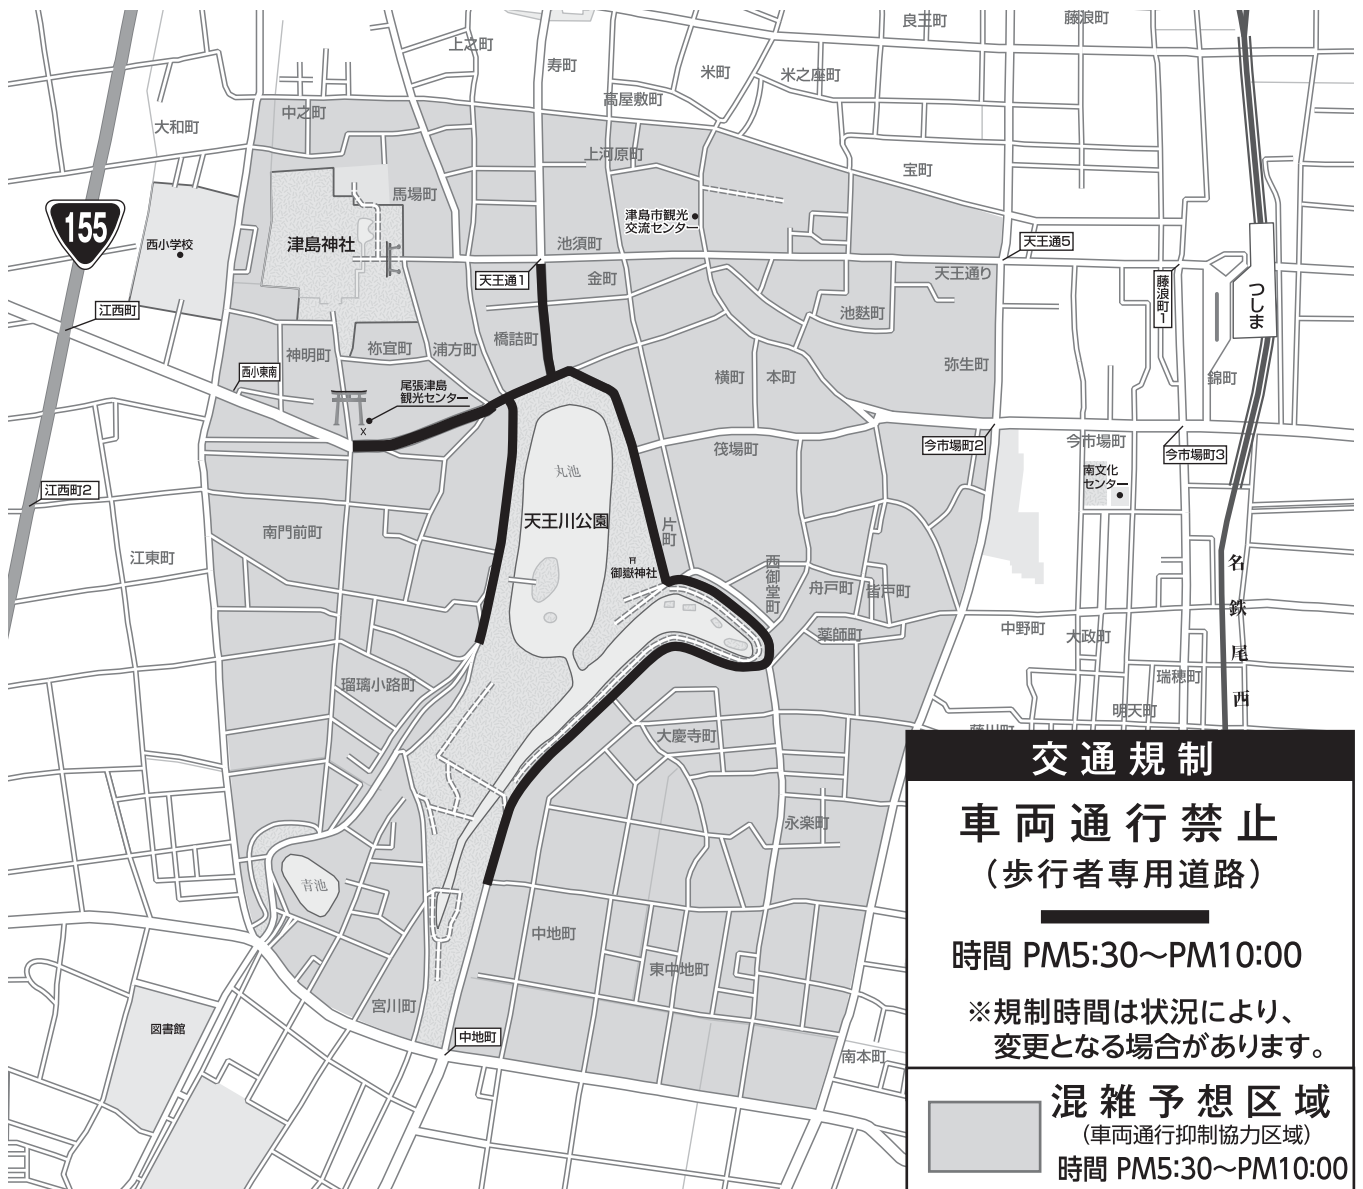 良王町
藤浪町
上之町
寿町
米町
米之座町
高屋敷町
中之町
大和町
上河原町
宝町
馬場町
155
津島市観光
交流センター
西小学校
津島神社
池須町
天王通5
天王通1
金町
天王通り
藤浪町1
つしま
江西町
池麩町
橋詰町
神明町
祢宜町
浦方町
弥生町
西小東南
横町
本町
錦町
尾張津島
観光センター
x
筏場町
今市場町2
今市場町
今市場町3
丸池
南文化
センター
江西町2
天王川公園
片町
南門前町
江東町
御嶽神社
西御堂町
舟戸町
皆戸町
名鉄尾西
薬師町
中野町
大政町
瑠璃小路町
瑞穂町
明天町
大慶寺町
藤川町
永楽町
青池
中地町
東中地町
宮川町
図書館
中地町
南本町
交通規制
車両通行禁止
（歩行者専用道路）
時間 PM5:30〜PM10:00
※規制時間は状況により、
変更となる場合があります。
混雑予想区域
（車両通行抑制協力区域）
時間 PM5:30〜PM10:00